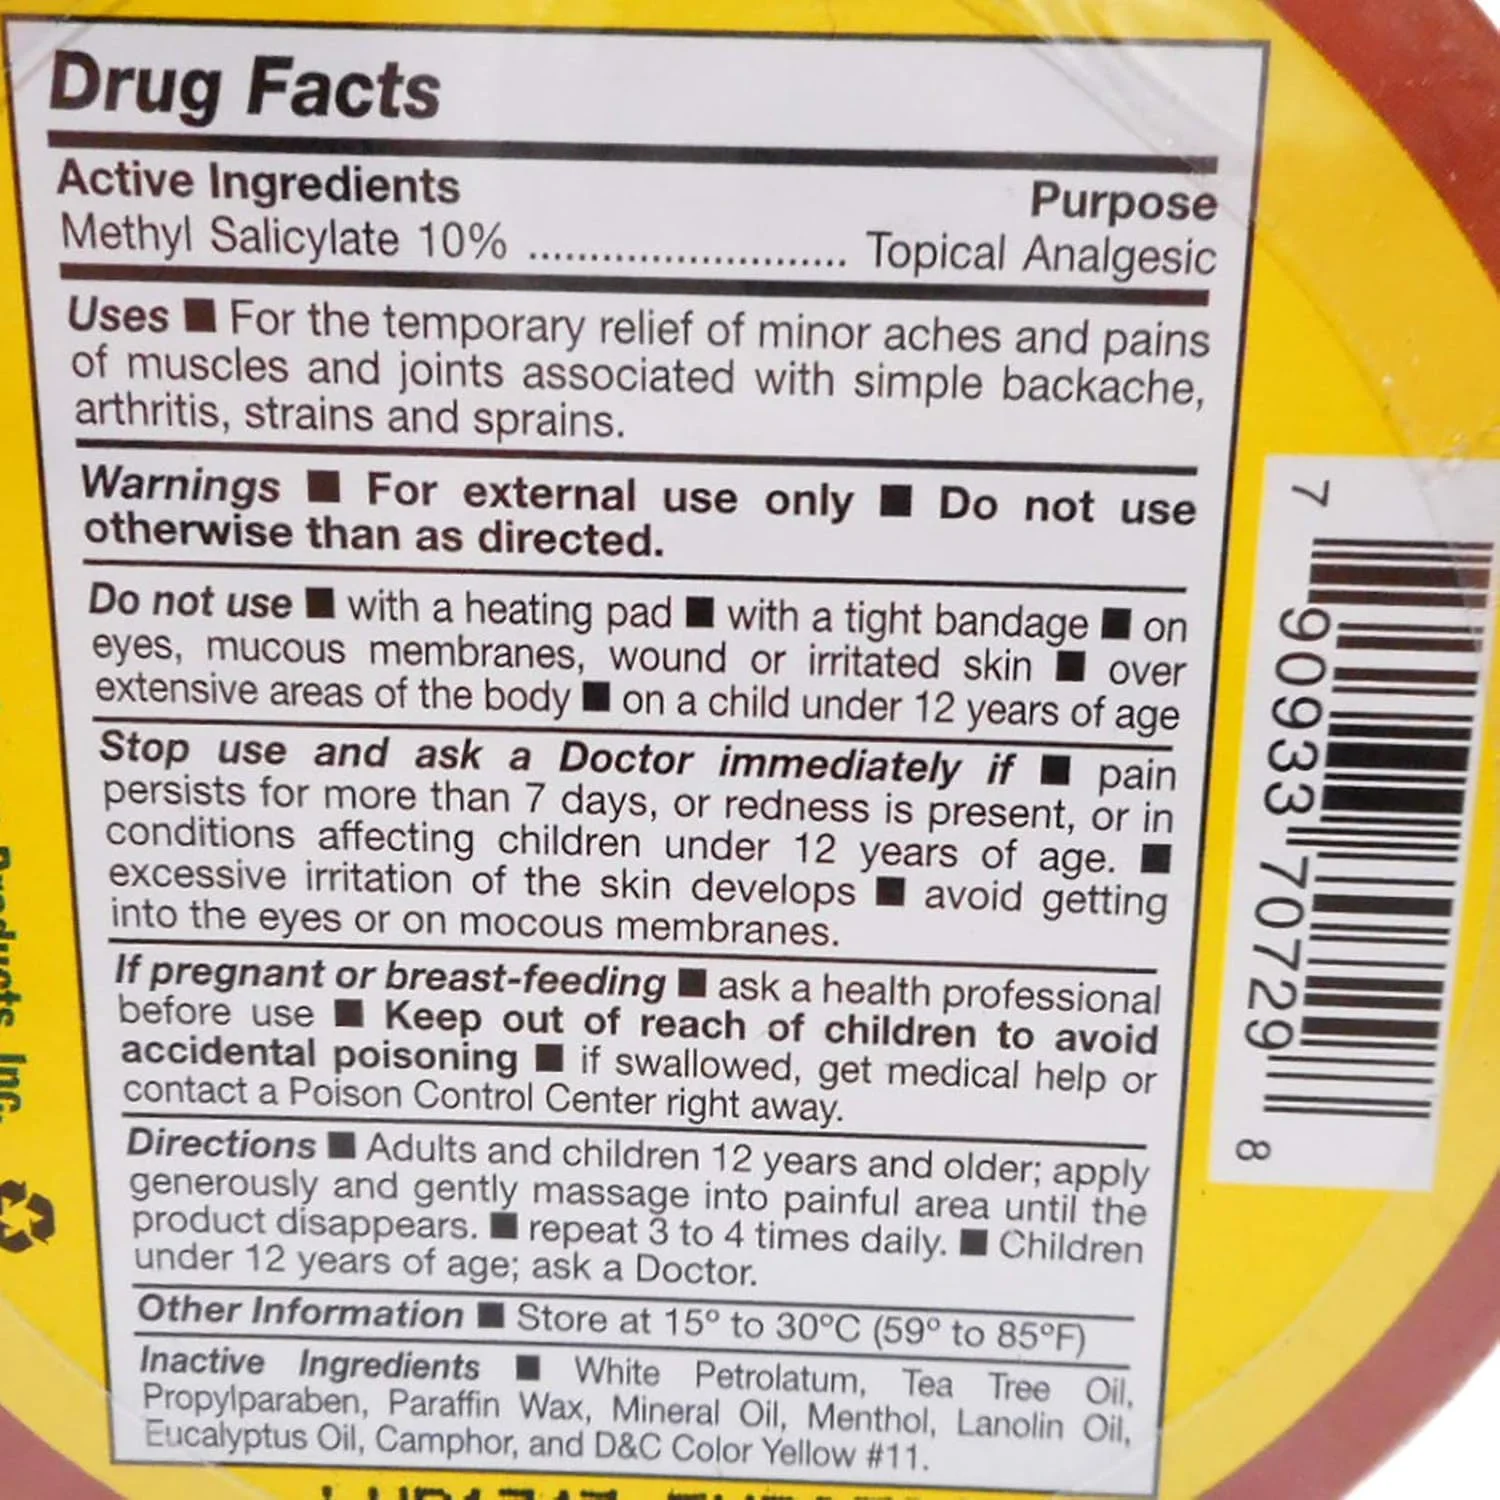 Drug Facts
Active Ingredients Purpose
Methyl Salicylate 10% ............................ Topical Analgesic
Uses ■ For the temporary relief of minor aches and pains
of muscles and joints associated with simple backache,
arthritis, strains and sprains.
Warnings ■ For external use only ■ Do not use
otherwise than as directed.
Do not use ■ with a heating pad ■ with a tight bandage ■ on
eyes, mucous membranes, wound or irritated skin ■ over
extensive areas of the body ■ on a child under 12 years of age
Stop use and ask a Doctor immediately if ■ pain
persists for more than 7 days, or redness is present, or in
conditions affecting children under 12 years of age. ■
excessive irritation of the skin develops ■ avoid getting
into the eyes or on mocous membranes.
If pregnant or breast-feeding ■ ask a health professional
before use ■ Keep out of reach of children to avoid
accidental poisoning ■ if swallowed, get medical help or
contact a Poison Control Center right away.
Directions ■ Adults and children 12 years and older; apply
generously and gently massage into painful area until the
product disappears. ■ repeat 3 to 4 times daily. ■ Children
under 12 years of age; ask a Doctor.
Other Information ■ Store at 15º to 30ºC (59º to 85ºF)
Inactive Ingredients ■ White Petrolatum, Tea Tree Oil,
Propylparaben, Paraffin Wax, Mineral Oil, Menthol, Lanolin Oil,
Eucalyptus Oil, Camphor, and D&C Color Yellow #11.
7 90933 70729 8
Products, Inc.